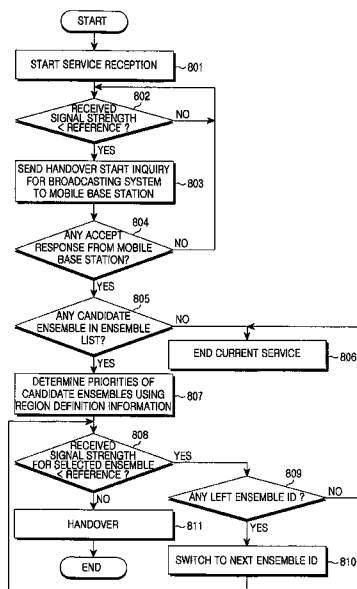 START
START SERVICE RECEPTION
801
802
RECEIVED
SIGNAL STRENGTH
< REFERENCE ?
NO
YES
SEND HANDOVER START INQUIRY
FOR BROADCASTING SYSTEM
TO MOBILE BASE STATION
803
804
ANY ACCEPT
RESPONSE FROM MOBILE
BASE STATION?
NO
YES
805
ANY CANDIDATE
ENSEMBLE IN ENSEMBLE
LIST?
NO
YES
END CURRENT SERVICE
806
DETERMINE PRIORITIES OF
CANDIDATE ENSEMBLES USING
REGION DEFINITION INFORMATION
807
808
RECEIVED
SIGNAL STRENGTH
FOR SELECTED ENSEMBLE
< REFERENCE ?
YES
NO
809
ANY LEFT ENSEMBLE ID ?
NO
YES
HANDOVER
811
SWITCH TO NEXT ENSEMBLE ID
810
END